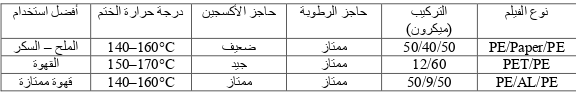 نوع الفيلم	التركيب (ميكرون)	حاجز الرطوبة	حاجز الأكسجين	درجة حرارة الختم	أفضل استخدام
PE/Paper/PE	50/40/50	ممتاز	ضعيف	140–160°C	الملح – السكر
PET/PE	12/60	ممتاز	جيد	150–170°C	القهوة
PE/AL/PE	50/9/50	ممتاز	ممتاز	140–160°C	قهوة ممتازة